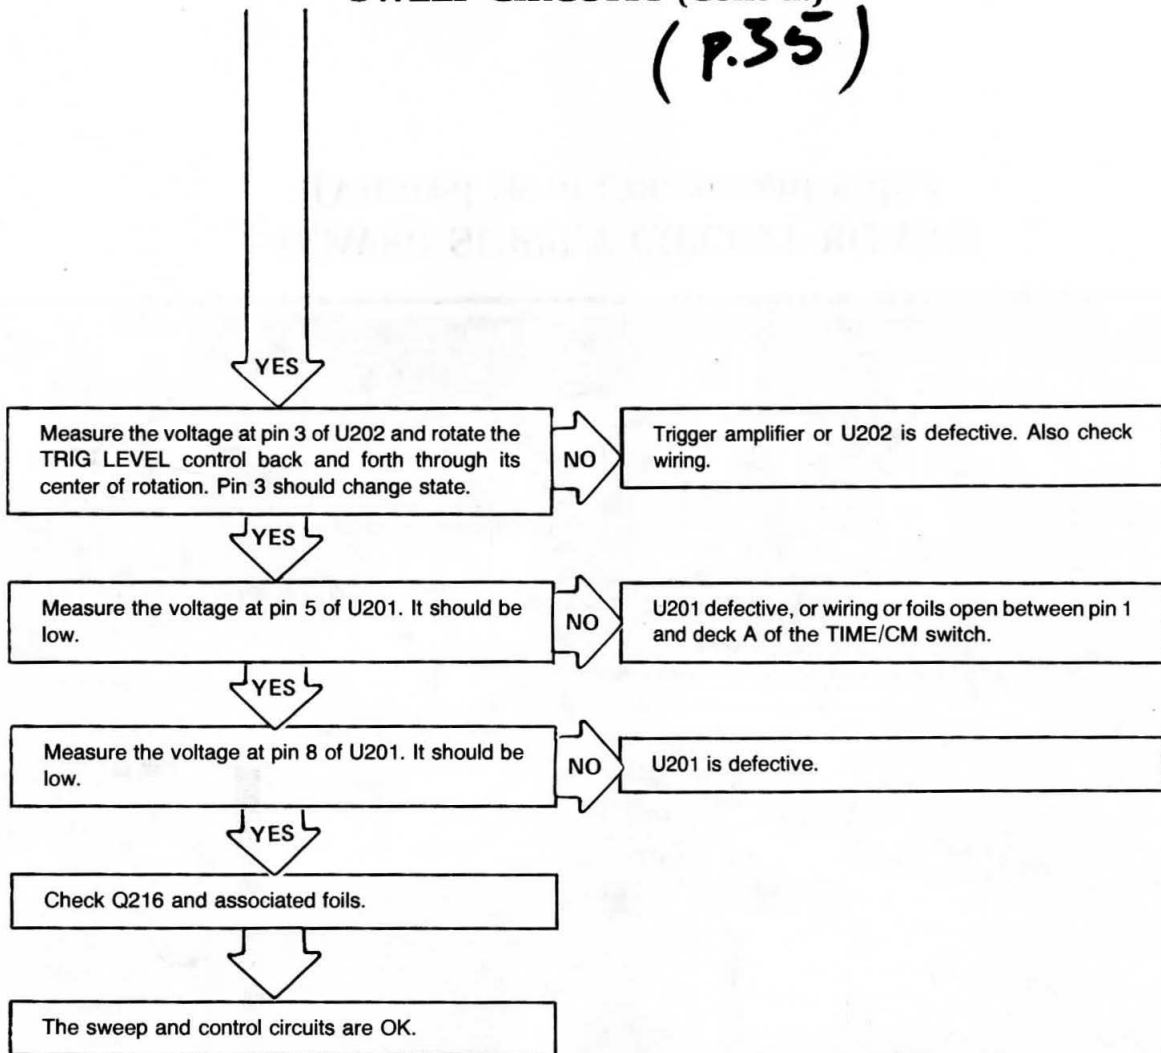 (P.35)
YES
Measure the voltage at pin 3 of U202 and rotate the
TRIG LEVEL control back and forth through its
center of rotation. Pin 3 should change state.
NO
Trigger amplifier or U202 is defective. Also check
wiring.
YES
Measure the voltage at pin 5 of U201. It should be
low.
NO
U201 defective, or wiring or foils open between pin 1
and deck A of the TIME/CM switch.
YES
Measure the voltage at pin 8 of U201. It should be
low.
NO
U201 is defective.
YES
Check Q216 and associated foils.
The sweep and control circuits are OK.